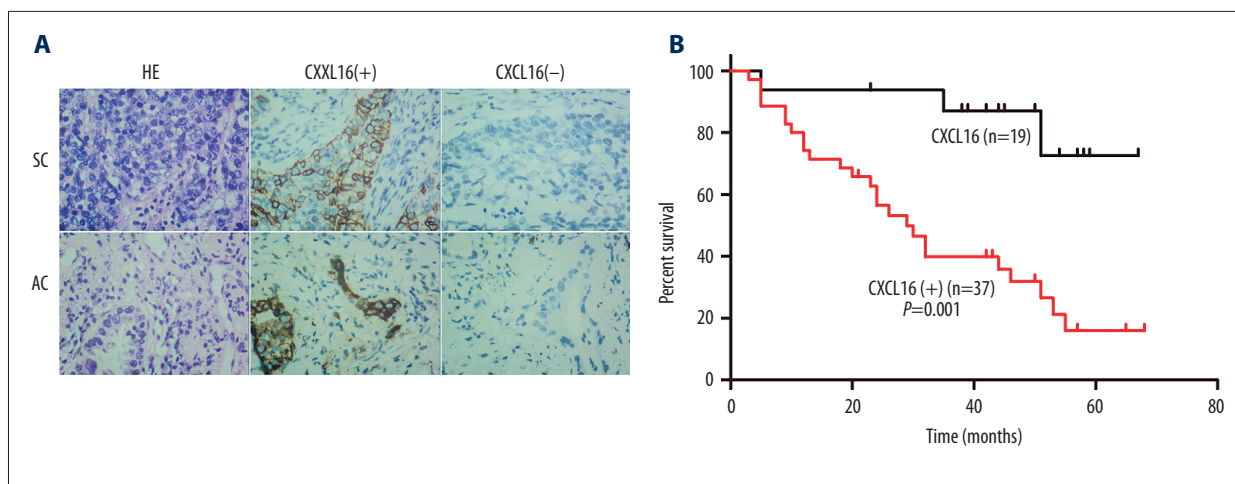 A
HE
CXXL16(+)
CXCL16(–)
SC
AC
B
Percent survival
100
80
60
40
20
0
CXCL16 (n=19)
CXCL16 (+) (n=37)
P=0.001
0 20 40 60 80
Time (months)